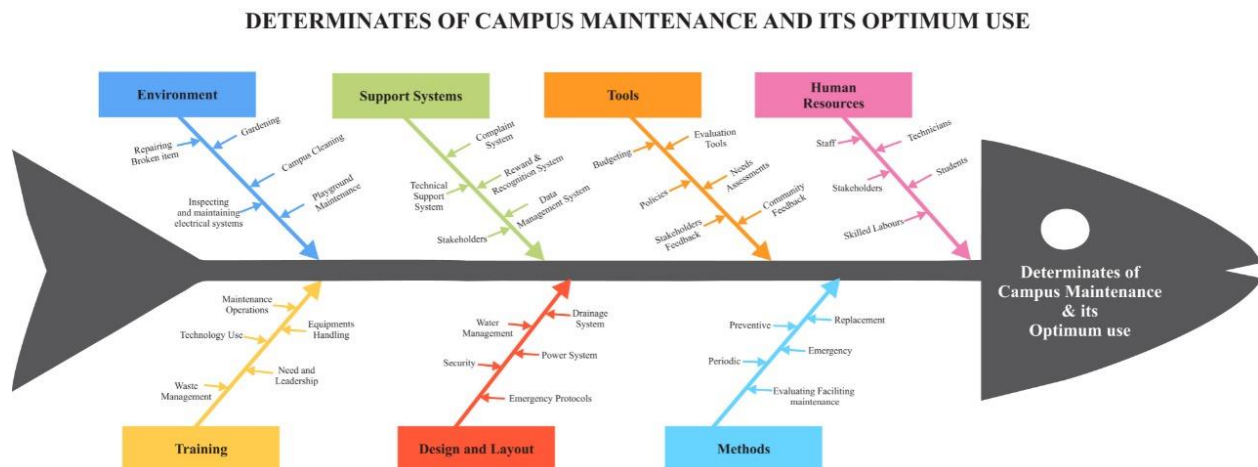 DETERMINATES OF CAMPUS MAINTENANCE AND ITS OPTIMUM USE
Environment
Gardening
Repairing
Broken item
Campus Cleaning
Playground
Maintenance
Inspecting
and maintaining
electrical systems
Support Systems
Complaint
System
Reward &
Recognition System
Technical
Support
System
Data
Management System
Stakeholders
Tools
Evaluation
Tools
Budgeting
Needs
Assessments
Policies
Community
Feedback
Stakeholders
Feedback
Human
Resources
Technicians
Staff
Students
Stakeholders
Skilled Labours
Determinates of
Campus Maintenance
& its
Optimum use
Maintenance
Operations
Equipments
Handling
Technology Use
Need and
Leadership
Waste
Management
Training
Drainage
System
Water
Management
Power System
Security
Emergency Protocols
Design and Layout
Replacement
Preventive
Emergency
Periodic
Evaluating Faciliting
maintenance
Methods